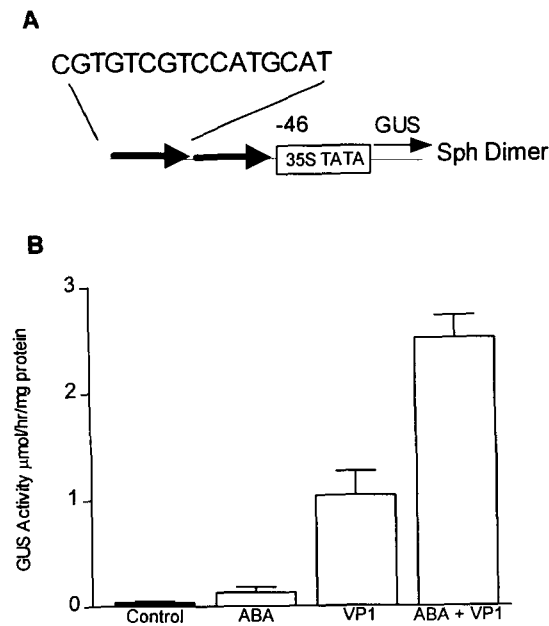 A
CGTGTCGTCCATGCAT
-46 GUS
35S TATA Sph Dimer
B
GUS Activity μmol/hr/mg protein
3
2
1
0
Control ABA VP1 ABA + VP1